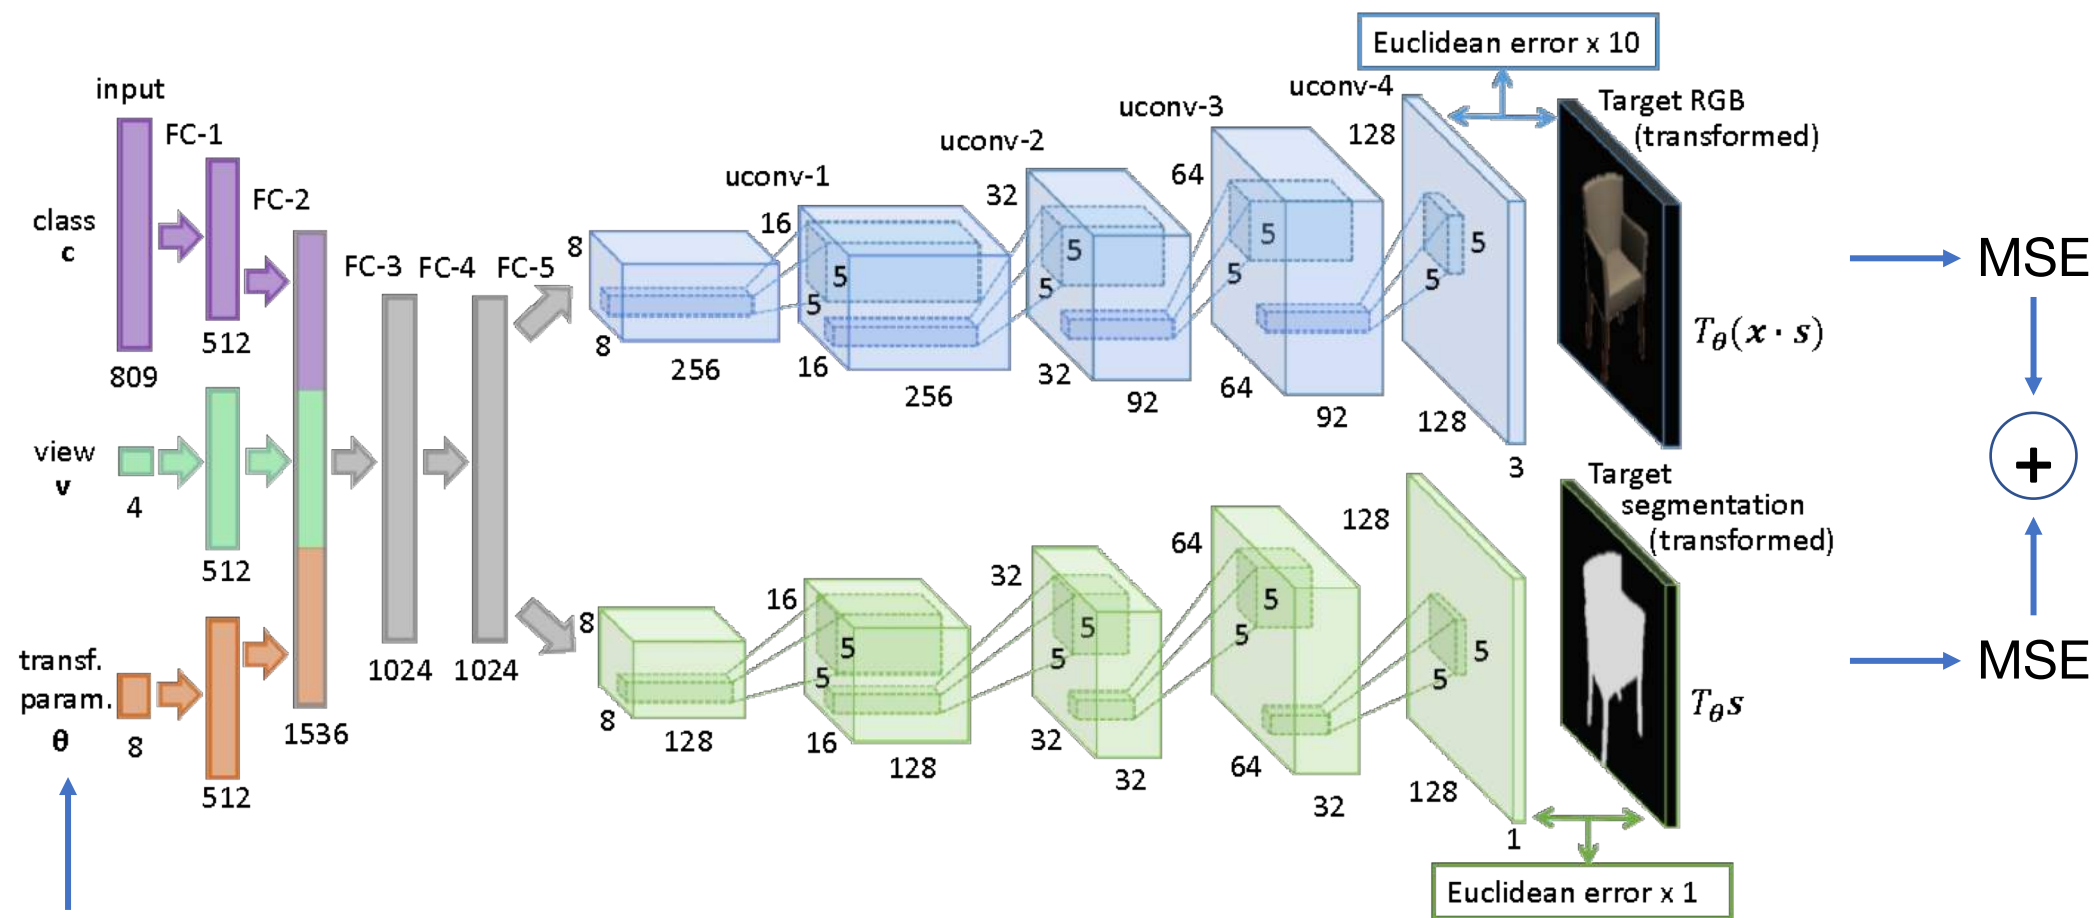 Euclidean error x 10
input
FC-1
FC-2
FC-3
FC-4
FC-5
uconv-1
uconv-2
uconv-3
uconv-4
class
c
809
512
view
v
4
512
transf.
param.
θ
8
512
1536
1024
1024
8
8
256
16
5
5
16
256
32
5
5
32
92
64
5
5
64
92
128
5
5
128
3
Target RGB
(transformed)
Tθ(x · s)
MSE
+
8
8
128
16
5
5
16
128
32
5
5
32
32
64
5
5
64
32
128
5
5
128
1
Target
segmentation
(transformed)
Tθs
MSE
Euclidean error x 1